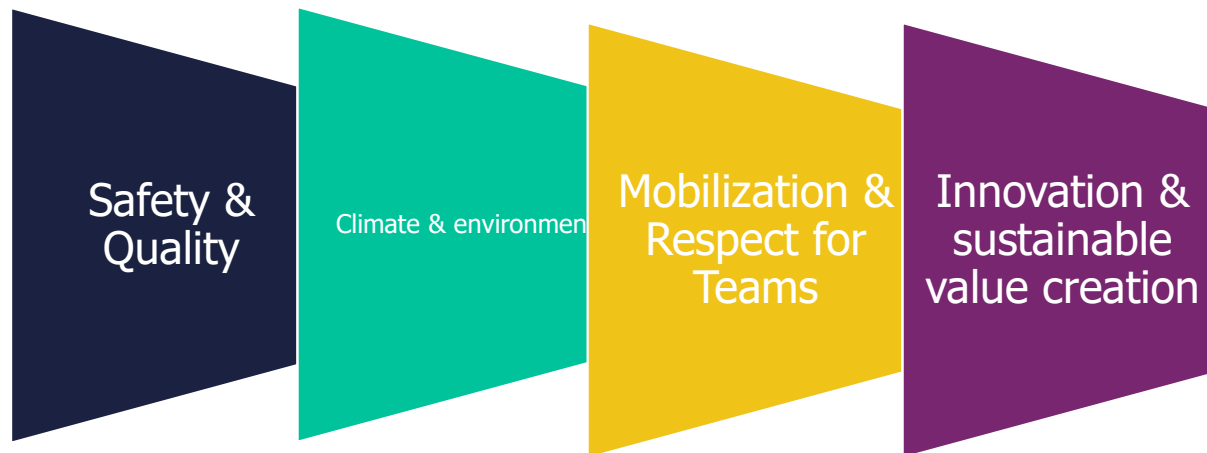 Safety &
Quality
Climate & environmen
Mobilization &
Respect for
Teams
Innovation &
sustainable
value creation